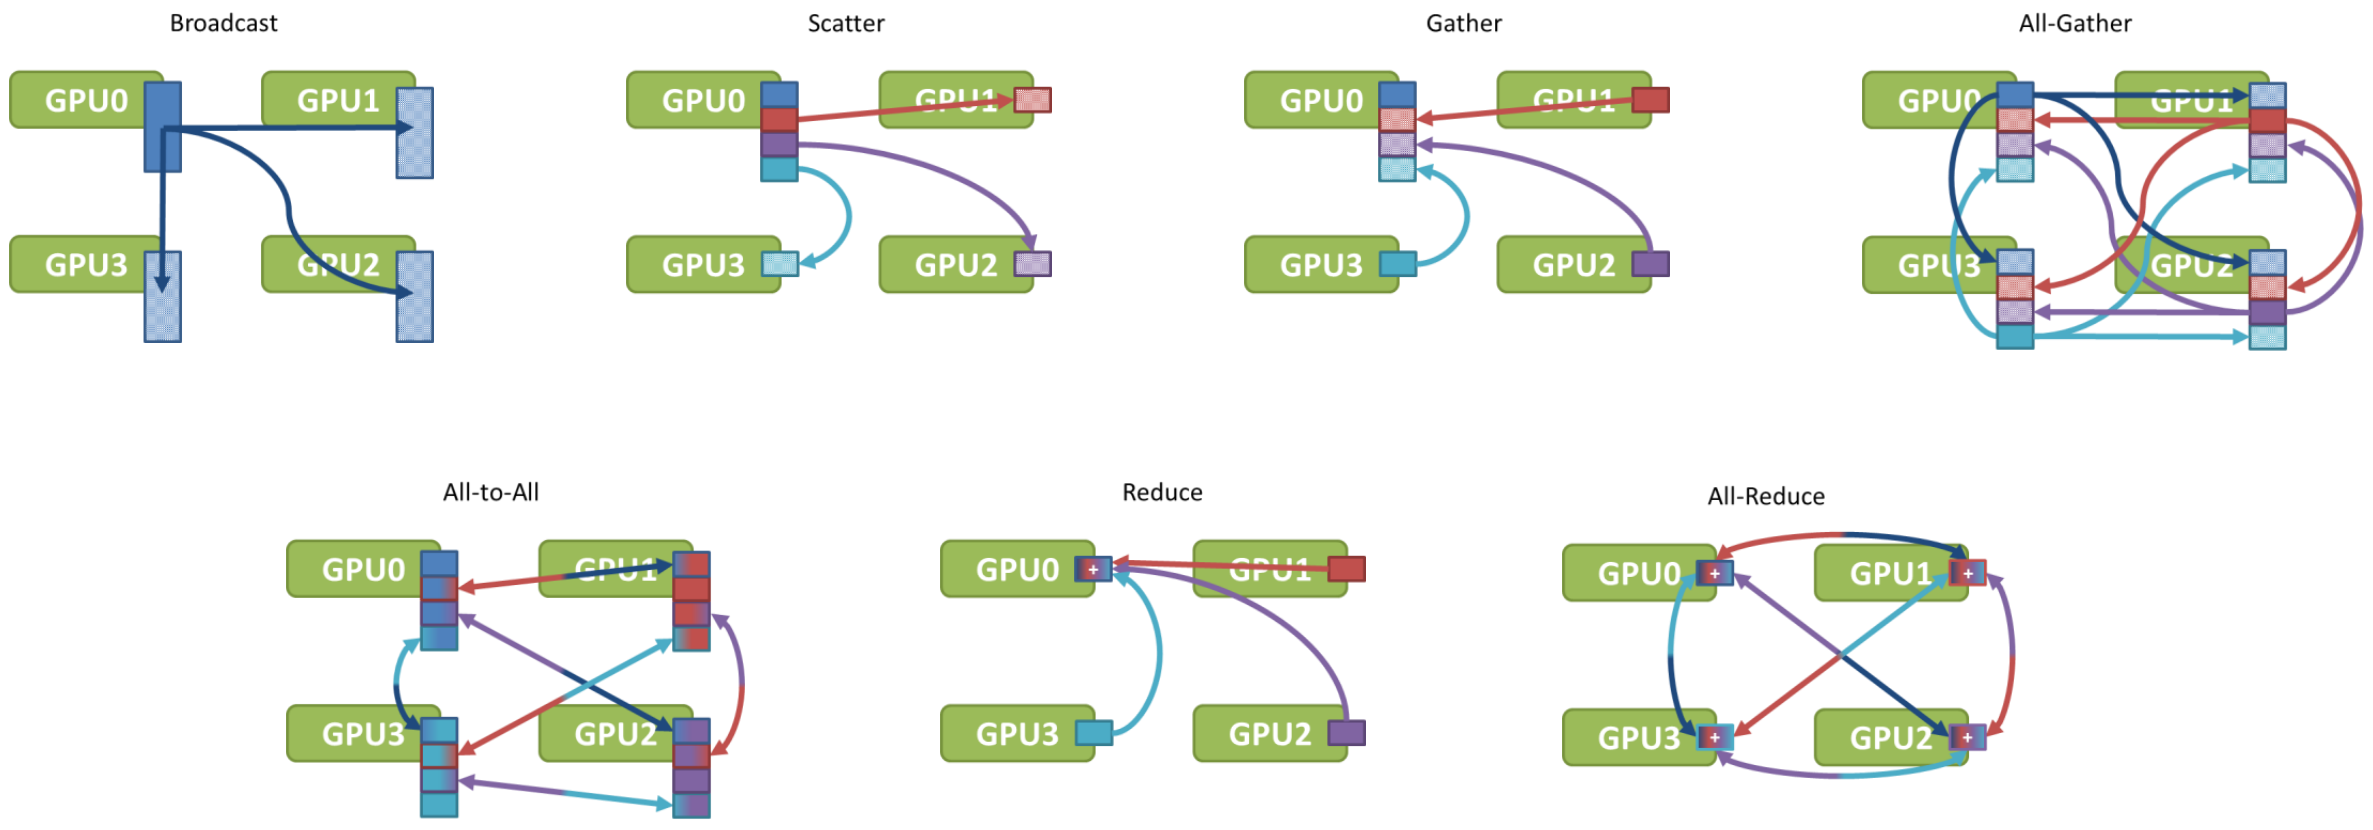 Broadcast
Scatter
Gather
All-Gather
GPU0
GPU1
GPU0
GPU1
GPU0
GPU1
GPU0
GPU1
GPU3
GPU2
GPU3
GPU2
GPU3
GPU2
GPU3
GPU2
All-to-All
Reduce
All-Reduce
GPU0
GPU1
GPU0
+
GPU1
GPU0
+
GPU1
+
GPU3
GPU2
GPU3
GPU2
GPU3
+
GPU2
+